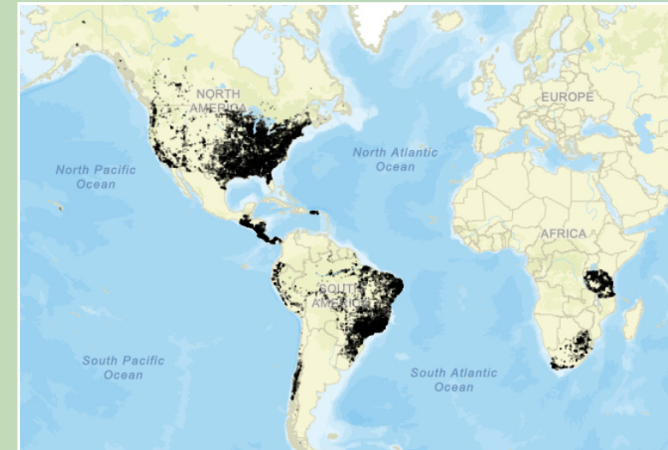 NORTH
AMERICA
EUROPE
North Pacific
Ocean
North Atlantic
Ocean
AFRICA
SOUTH
AMERICA
South Pacific
Ocean
South Atlantic
Ocean